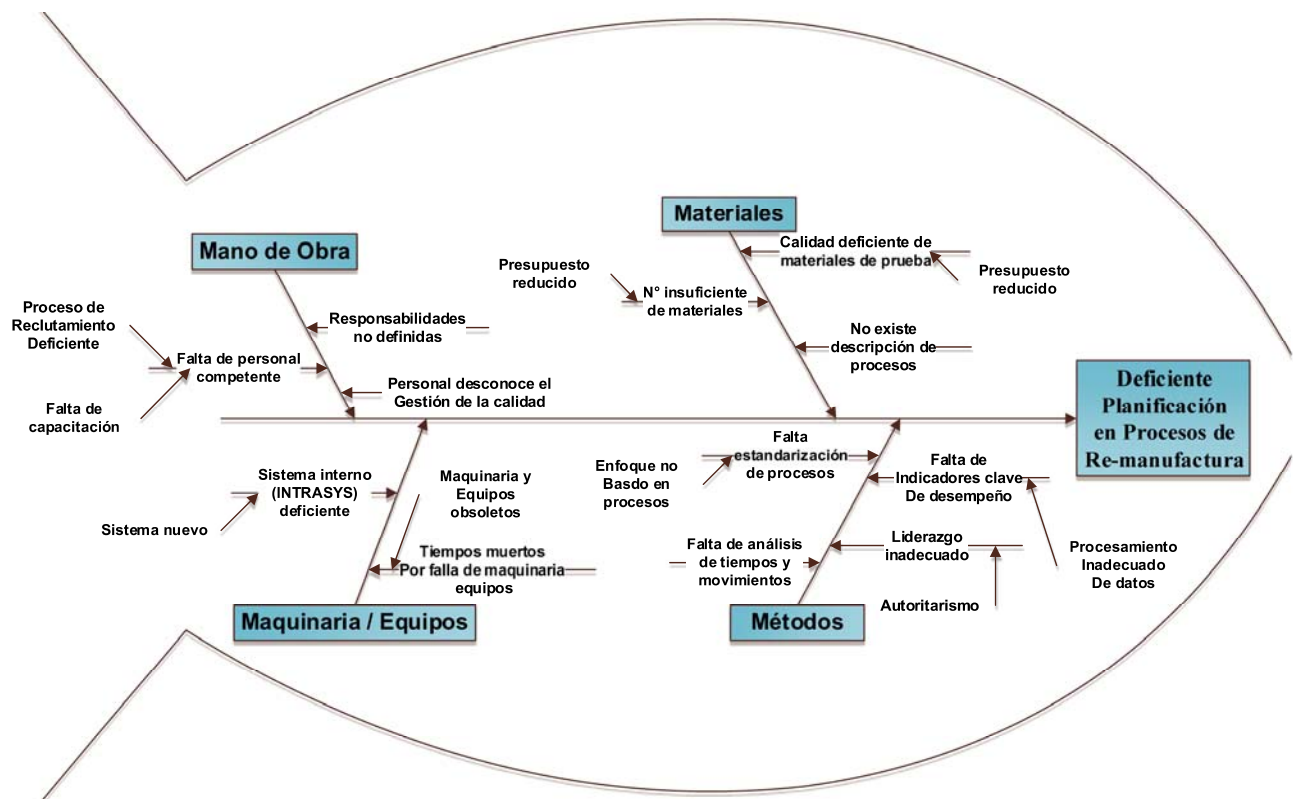 Materiales
Mano de Obra
Calidad deficiente de
materiales de prueba
Presupuesto
reducido
Presupuesto
reducido
N° insuficiente
de materiales
Proceso de
Reclutamiento
Deficiente
Responsabilidades
no definidas
No existe
descripción de
procesos
Falta de personal
competente
Personal desconoce el
Gestión de la calidad
Falta de
capacitación
Deficiente
Planificación
en Procesos de
Re-manufactura
Falta
estandarización
de procesos
Enfoque no
Basdo en
procesos
Falta de
Indicadores clave
De desempeño
Sistema interno
(INTRASYS)
deficiente
Maquinaria y
Equipos
obsoletos
Sistema nuevo
Tiempos muertos
Por falla de maquinaria
equipos
Falta de análisis
de tiempos y
movimientos
Liderazgo
inadecuado
Procesamiento
Inadecuado
De datos
Autoritarismo
Maquinaria / Equipos
Métodos